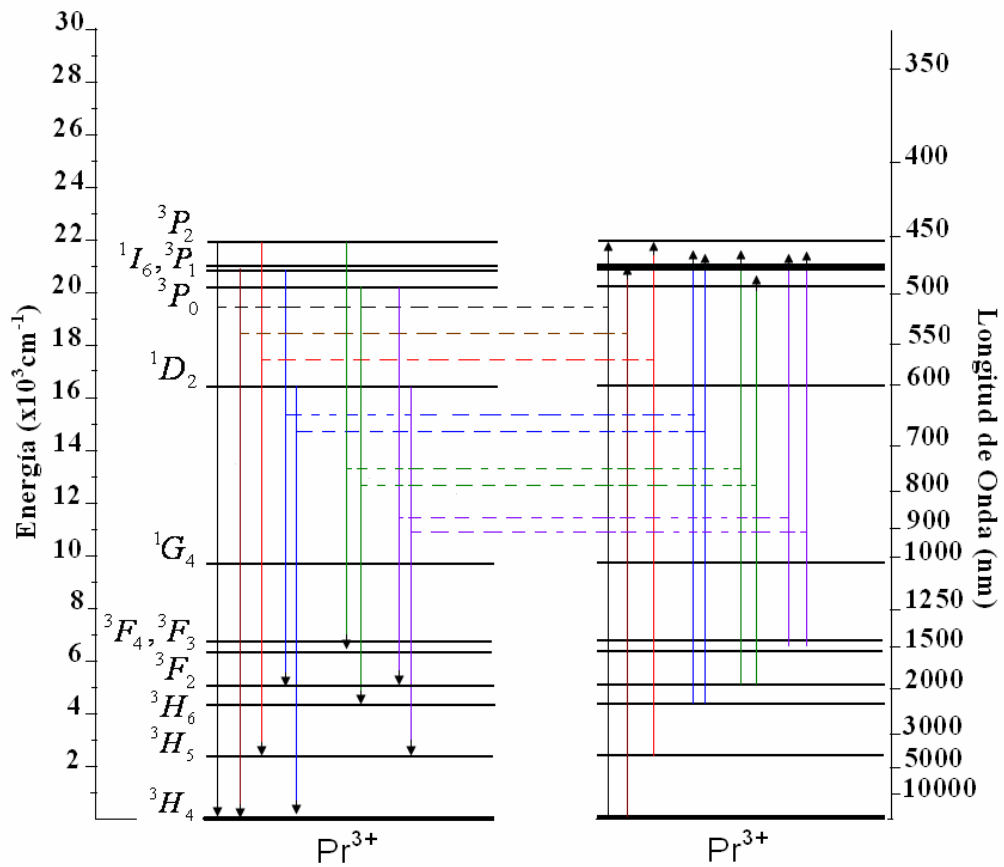 Energía (x10³cm⁻¹)
30
28
26
24
22
20
18
16
14
12
10
8
6
4
2
³P₂
¹I₆, ³P₁
³P₀
¹D₂
¹G₄
³F₄, ³F₃
³F₂
³H₆
³H₅
³H₄
Pr³⁺
Pr³⁺
350
400
450
500
550
600
700
800
900
1000
1250
1500
2000
3000
5000
10000
Longitud de Onda (nm)